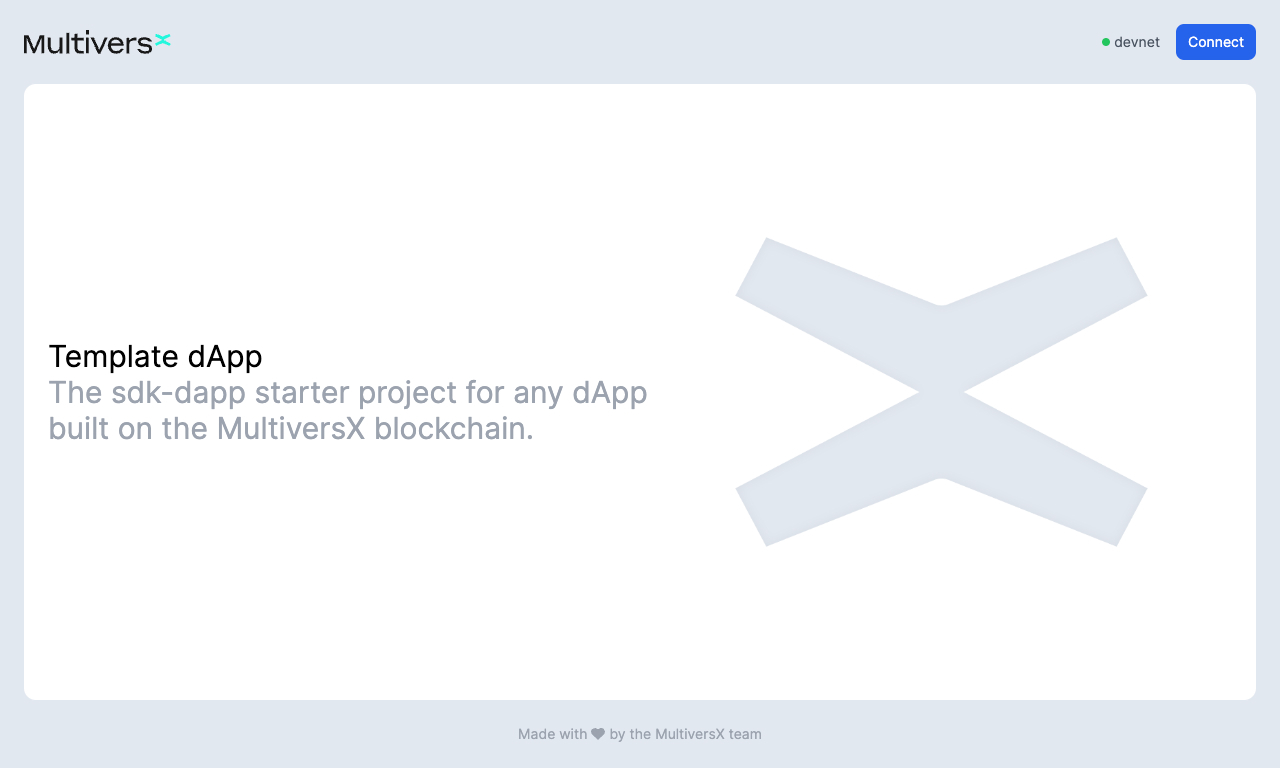 MultiversX
devnet
Connect
Template dApp
The sdk-dapp starter project for any dApp
built on the MultiversX blockchain.
Made with ♥ by the MultiversX team